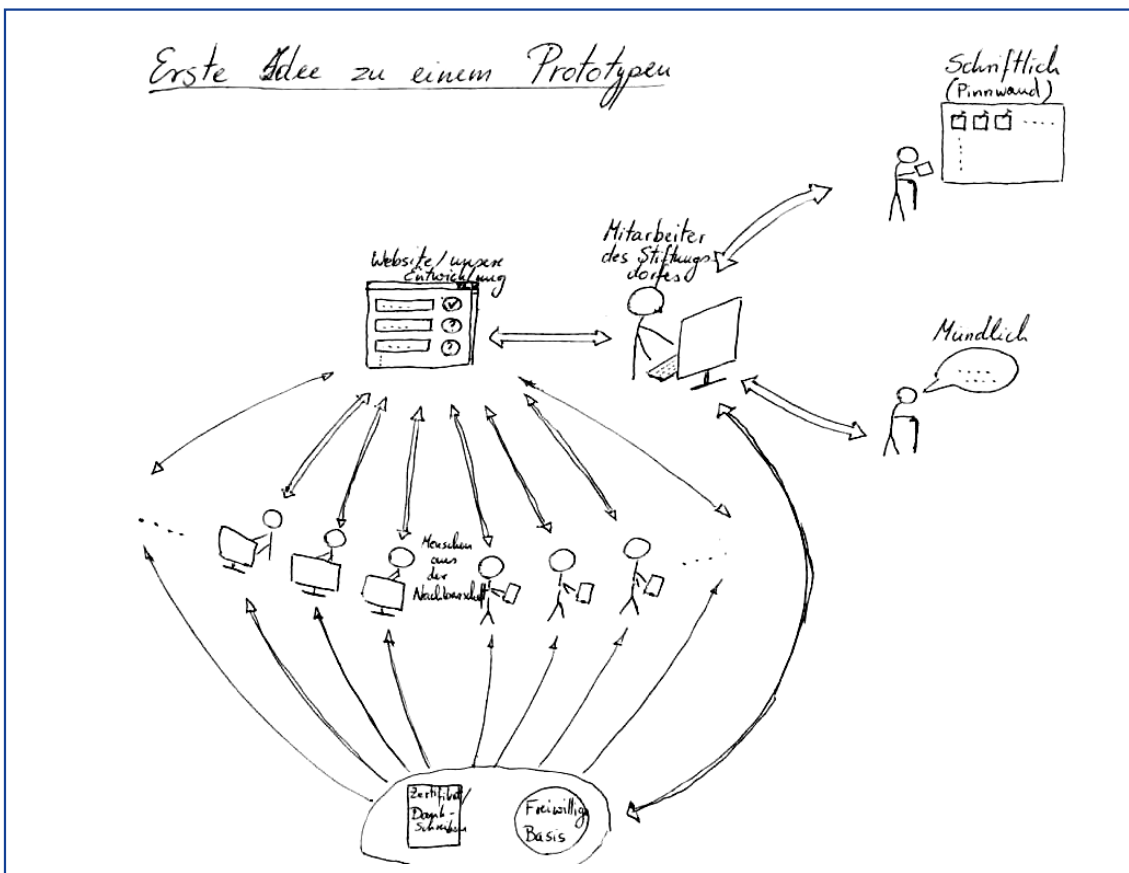 Erste Idee zu einem Prototypen
Schriftlich
(Pinnwand)
Mitarbeiter
des Stiftungs
dorfes
Website/unsere
Entwicklung
Mündlich
Menschen
aus
der
Nachbarschaft
Zertifikat/
Dank-
Schreiben
Freiwillig
Basis